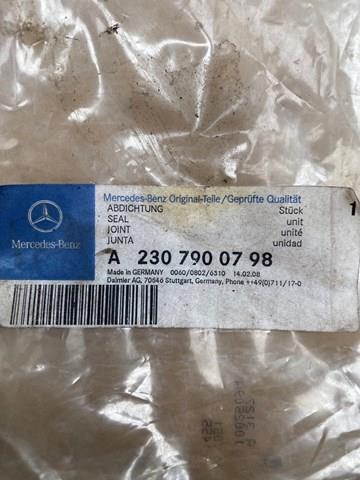 Mercedes-Benz Original-Teile/Geprüfte Qualität
ABDICHTUNG Stück
SEAL unit
JOINT unité
JUNTA unidad
1
Mercedes-Benz
A 230 790 07 98
Made in GERMANY 0060/0802/6310 14.02.08
Daimler AG, 70546 Stuttgart, Germany, Phone ++49(0)711/17-0